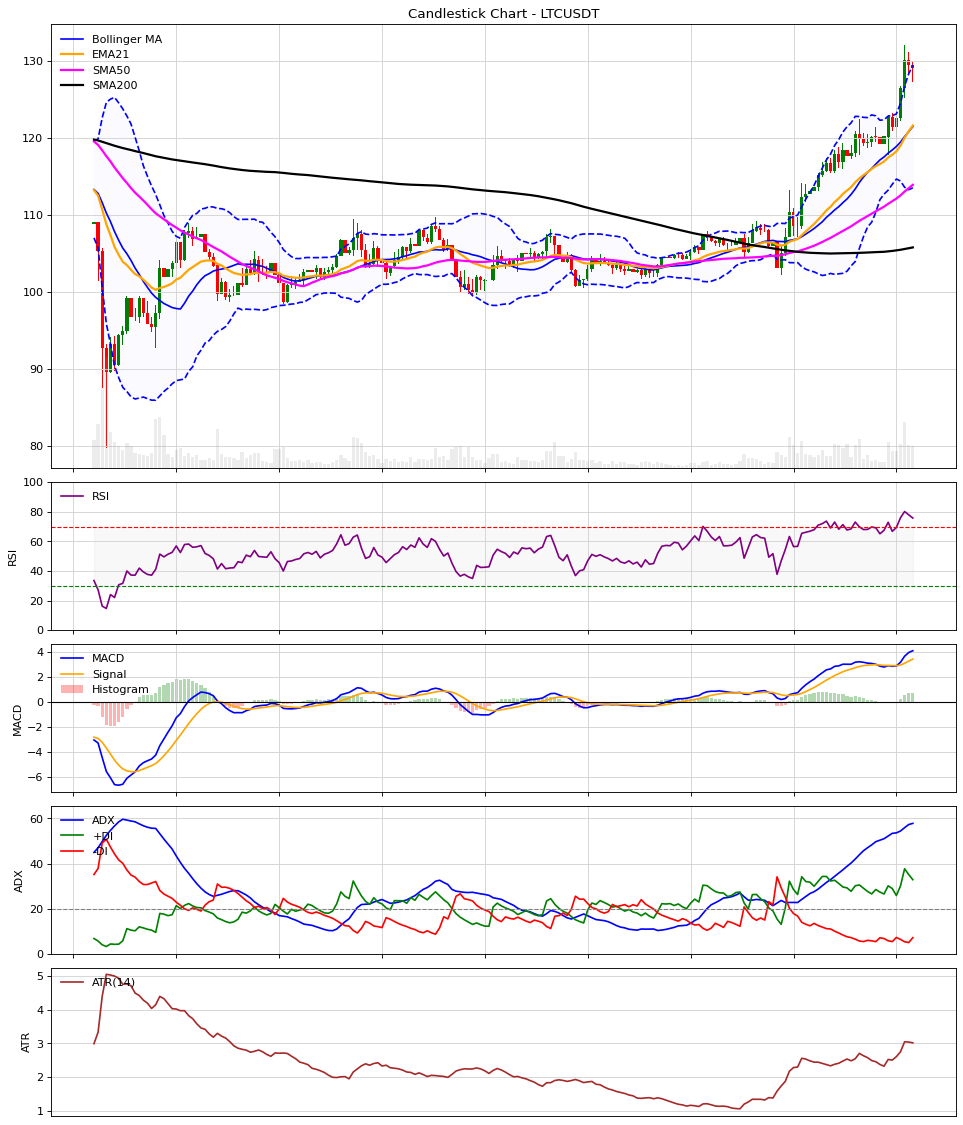 Candlestick Chart - LTCUSDT
Bollinger MA
EMA21
SMA50
SMA200
130
120
110
100
90
80
RSI
100
80
60
40
20
0
RSI
MACD
Signal
Histogram
4
2
0
−2
−4
−6
MACD
ADX
+DI
-DI
60
40
20
0
ADX
ATR(14)
5
4
3
2
1
ATR